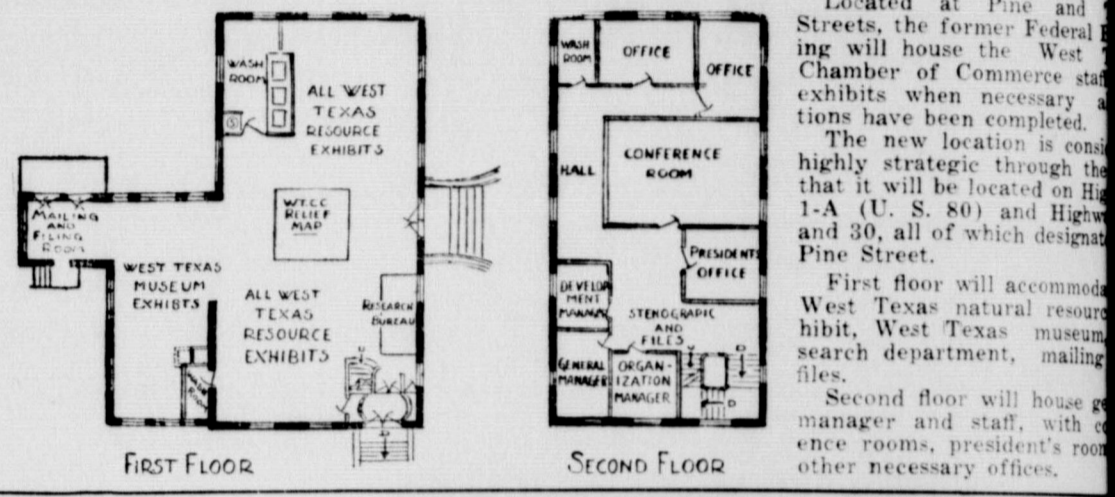 WASH
ROOM
ALL WEST
TEXAS
RESOURCE
EXHIBITS
W.T.C.C
RELIEF
MAP
MAILING
AND
FILING
ROOM
WEST TEXAS
MUSEUM
EXHIBTS
ALL WEST
TEXAS
RESOURCE
EXHIBITS
RESEARCH
BUREAU
WASH
ROOM
FIRST FLOOR
WASH
ROOM
OFFICE
OFFICE
HALL
CONFERENCE
ROOM
PRESIDENTS
OFFICE
DEVELOP
MENT
MANAGER
STENOGRAPIC
AND
FILES
GENERAL
MANAGER
ORGAN-
IZATION
MANAGER
D
D
SECOND FLOOR
Located at Pine and
Streets, the former Federal
ing will house the West
Chamber of Commerce staff
exhibits when necessary
tions have been completed.
The new location is consi
highly strategic through the
that it will be located on Hig
1-A (U. S. 80) and Highw
and 30, all of which designat
Pine Street.
First floor will accommoda
West Texas natural resourc
hibit, West Texas museum,
search department, mailing
files.
Second floor will house ge
manager and staff, with c
ence rooms, president's room
other necessary offices.